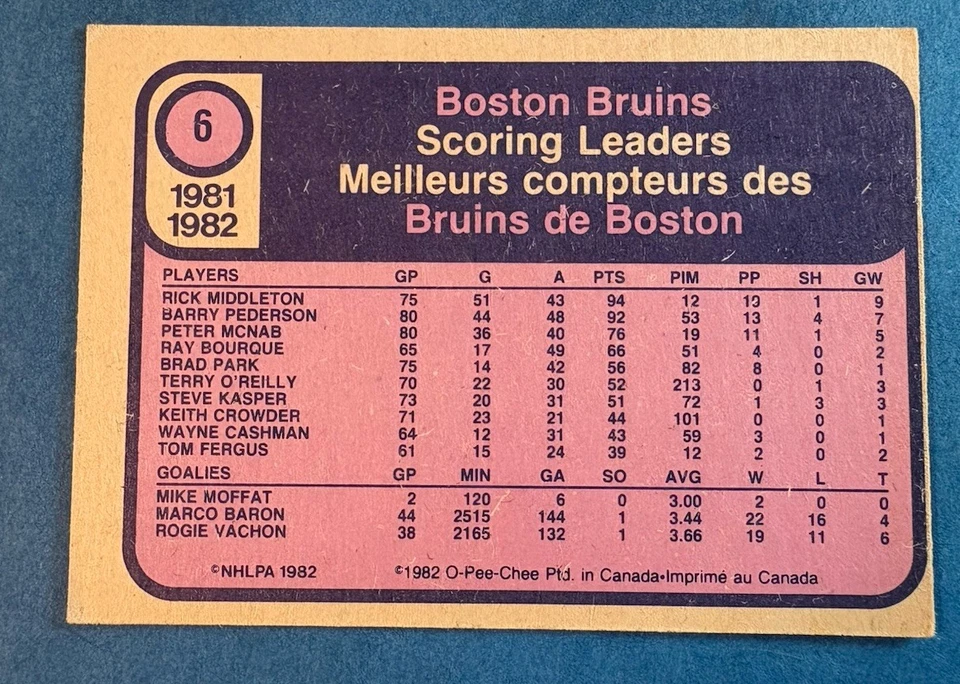 6
1981
1982
Boston Bruins
Scoring Leaders
Meilleurs compteurs des
Bruins de Boston
PLAYERS GP G A PTS PIM PP SH GW
RICK MIDDLETON 75 51 43 94 12 13 1 9
BARRY PEDERSON 80 44 48 92 53 13 4 7
PETER MCNAB 80 36 40 76 19 11 1 5
RAY BOURQUE 65 17 49 66 51 4 0 2
BRAD PARK 75 14 42 56 82 8 0 1
TERRY O'REILLY 70 22 30 52 213 0 1 3
STEVE KASPER 73 20 31 51 72 1 3 3
KEITH CROWDER 71 23 21 44 101 0 0 1
WAYNE CASHMAN 64 12 31 43 59 3 0 1
TOM FERGUS 61 15 24 39 12 2 0 2
GOALIES GP MIN GA SO AVG W L T
MIKE MOFFAT 2 120 6 0 3.00 2 0 0
MARCO BARON 44 2515 144 1 3.44 22 16 4
ROGIE VACHON 38 2165 132 1 3.66 19 11 6
©NHLPA 1982 ©1982 O-Pee-Chee Ptd. in Canada•Imprimé au Canada